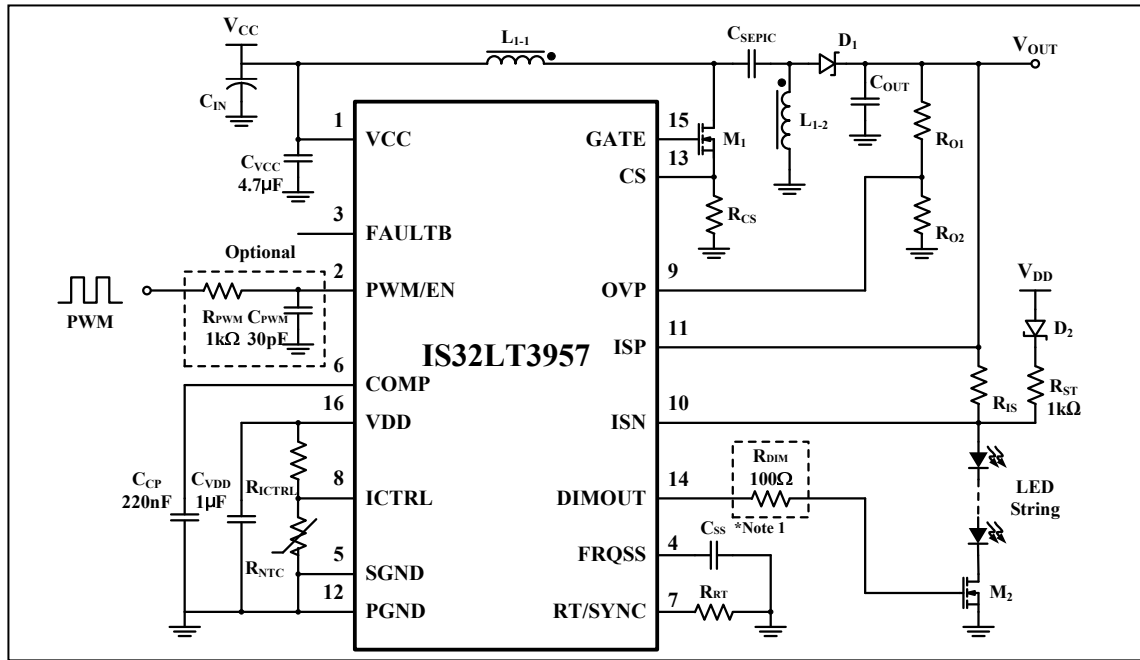 VCC
L1-1
CSEPIC
D1
VOUT
CIN
COUT
1
VCC
GATE
15
M1
L1-2
RO1
CVCC
4.7μF
CS
13
RCS
RO2
3
FAULTB
Optional
2
PWM/EN
PWM
RPWM
1kΩ
CPWM
30pF
OVP
9
VDD
D2
IS32LT3957
ISP
11
RIS
RST
1kΩ
6
COMP
ISN
10
16
VDD
CCP
220nF
CVDD
1μF
RICTRL
8
ICTRL
DIMOUT
14
RDIM
100Ω
*Note 1
LED
String
RNTC
5
SGND
FRQSS
4
CSS
12
PGND
RT/SYNC
7
RRT
M2